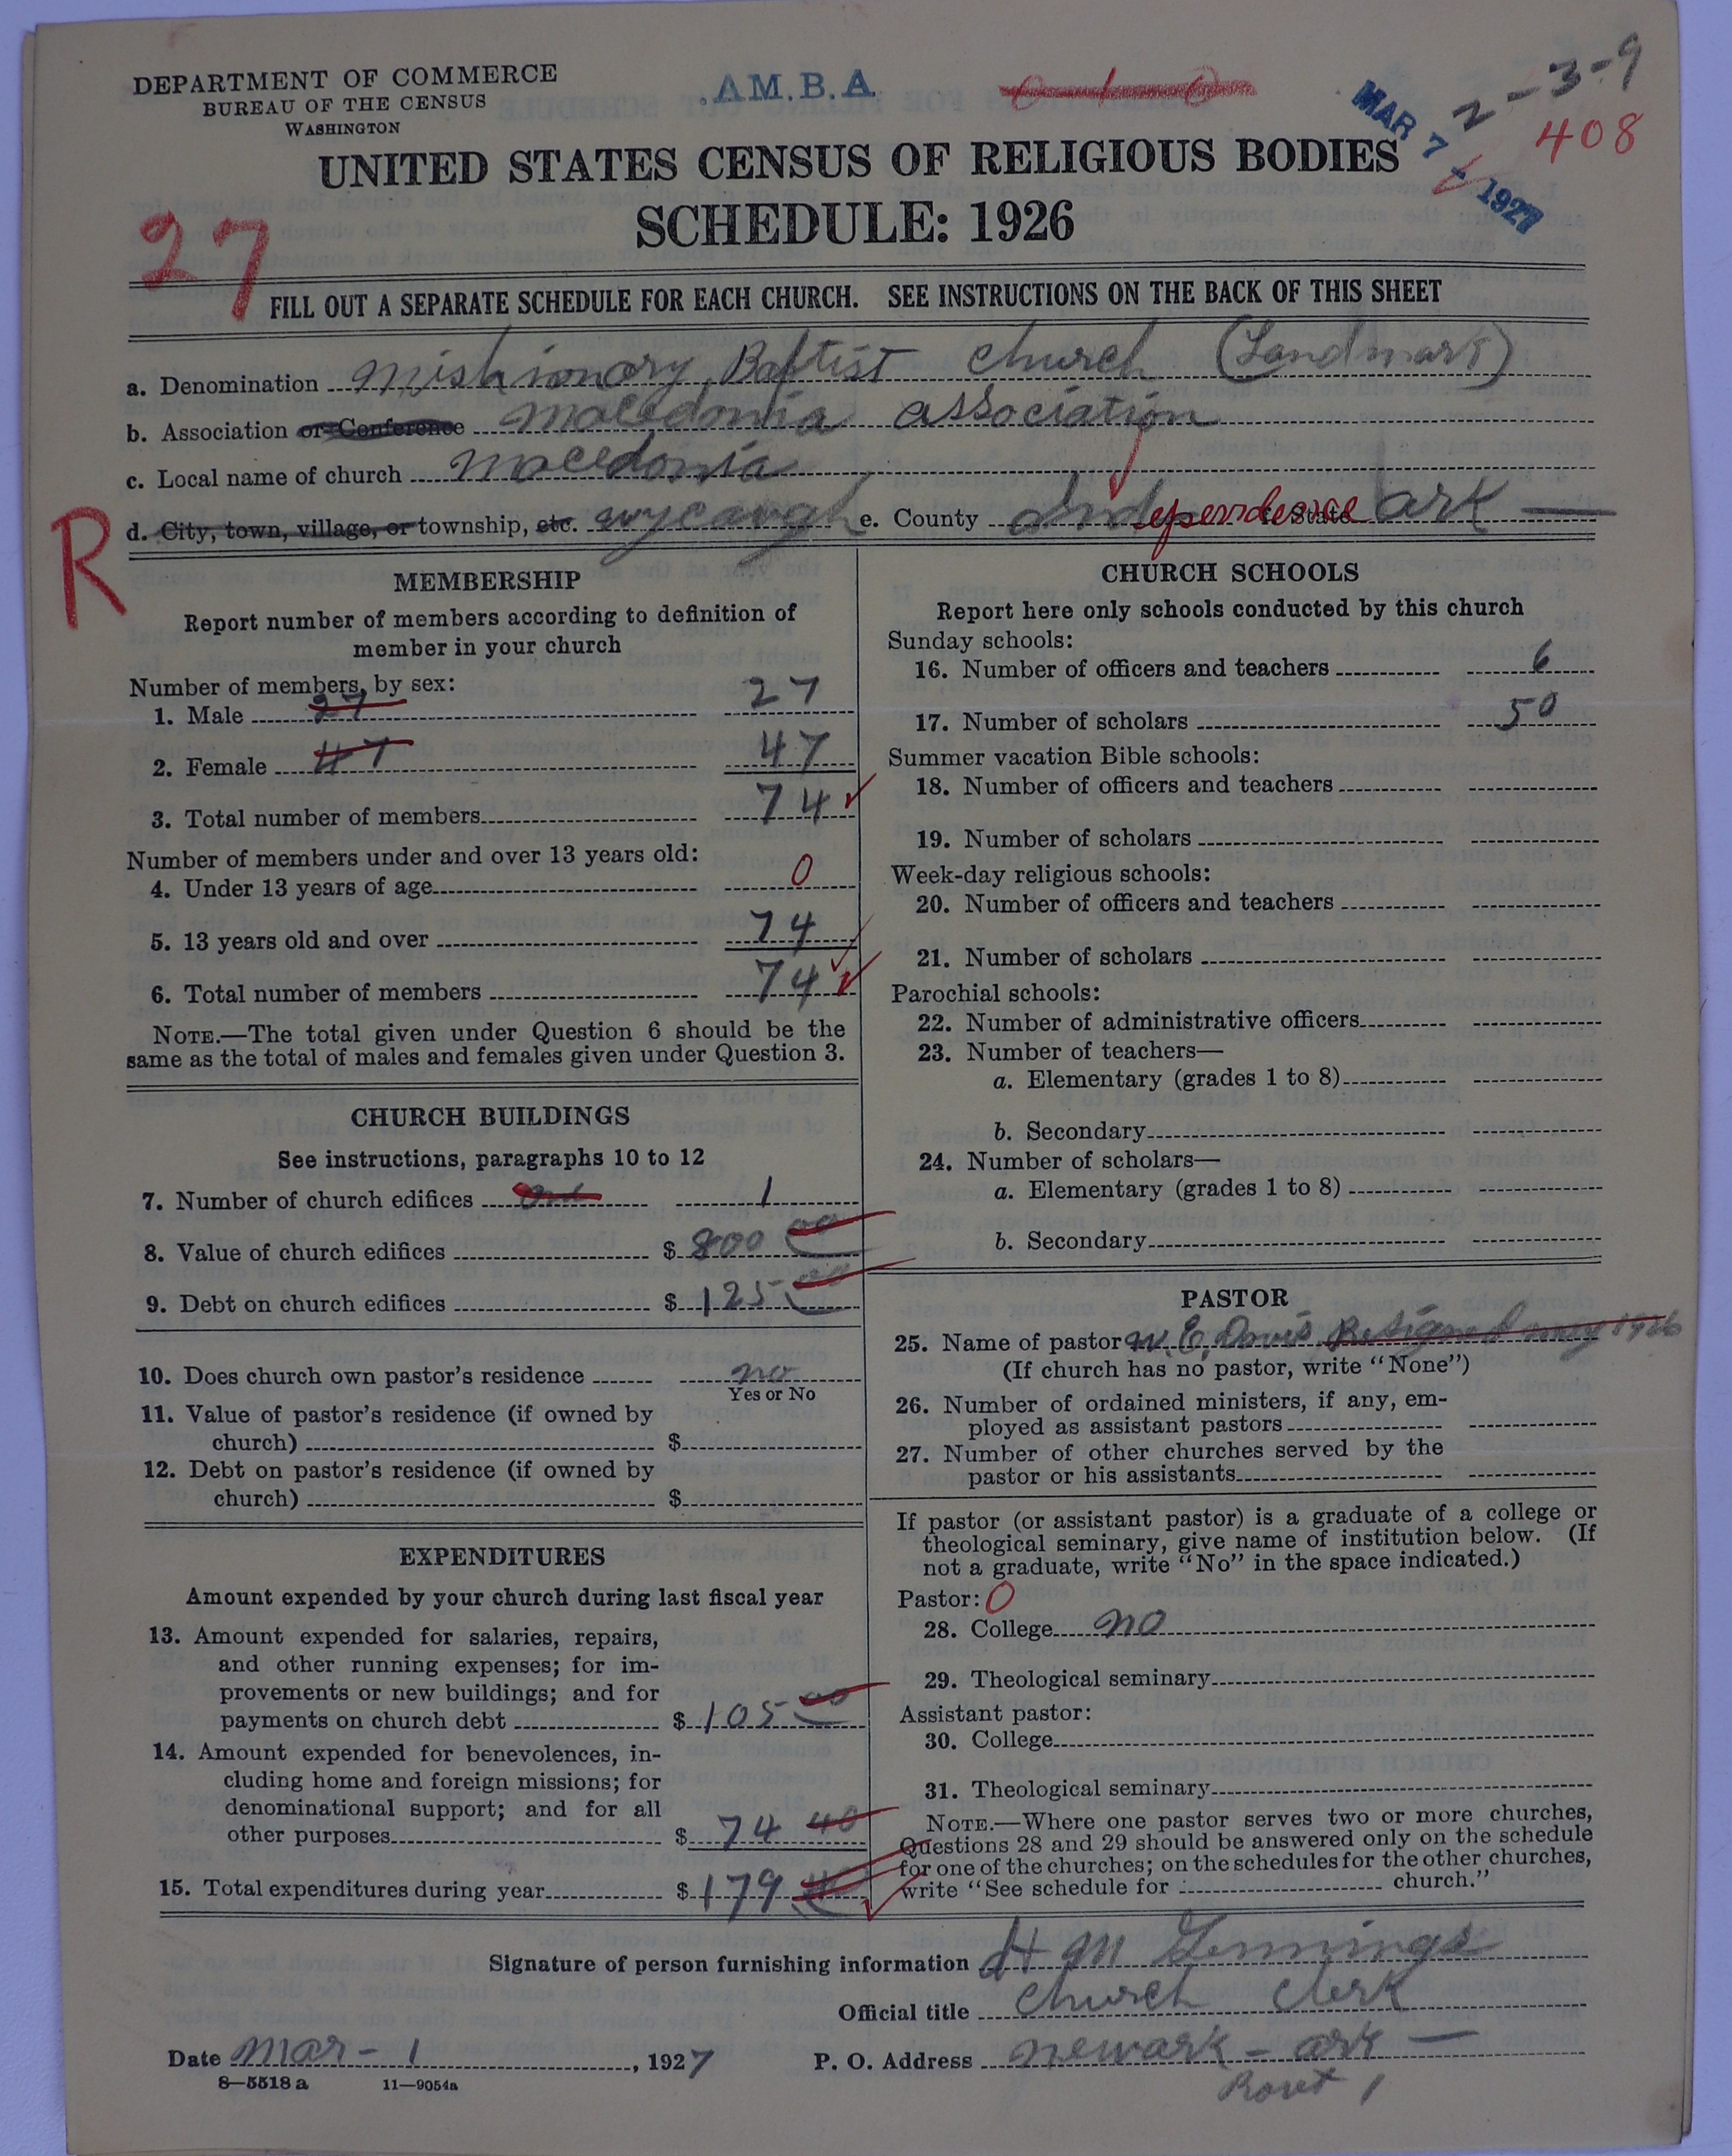 DEPARTMENT OF COMMERCE
BUREAU OF THE CENSUS
WASHINGTON
.AM.B.A.
0-1-0
MAR 7 - 1927
2-3-9
408
UNITED STATES CENSUS OF RELIGIOUS BODIES
SCHEDULE: 1926
27
FILL OUT A SEPARATE SCHEDULE FOR EACH CHURCH. SEE INSTRUCTIONS ON THE BACK OF THIS SHEET
a. Denomination Mishionory Baptist Church (Landmark)
b. Association or Conference Macedonia Association
c. Local name of church Macedonia
R
d. City, town, village, or township, etc. Wycough e. County Independence f. State Ark
MEMBERSHIP
Report number of members according to definition of
member in your church
Number of members, by sex:
1. Male 27 27
2. Female 47 47
3. Total number of members 74
Number of members under and over 13 years old:
4. Under 13 years of age 0
5. 13 years old and over 74
6. Total number of members 74
NOTE.—The total given under Question 6 should be the
same as the total of males and females given under Question 3.
CHURCH BUILDINGS
See instructions, paragraphs 10 to 12
7. Number of church edifices one 1
8. Value of church edifices $ 800 00
9. Debt on church edifices $ 125 00
10. Does church own pastor's residence no
Yes or No
11. Value of pastor's residence (if owned by
church) $
12. Debt on pastor's residence (if owned by
church) $
EXPENDITURES
Amount expended by your church during last fiscal year
13. Amount expended for salaries, repairs,
and other running expenses; for im-
provements or new buildings; and for
payments on church debt $ 105 00
14. Amount expended for benevolences, in-
cluding home and foreign missions; for
denominational support; and for all
other purposes $ 74 40
15. Total expenditures during year $ 179
CHURCH SCHOOLS
Report here only schools conducted by this church
Sunday schools:
16. Number of officers and teachers 6
17. Number of scholars 50
Summer vacation Bible schools:
18. Number of officers and teachers
19. Number of scholars
Week-day religious schools:
20. Number of officers and teachers
21. Number of scholars
Parochial schools:
22. Number of administrative officers
23. Number of teachers—
a. Elementary (grades 1 to 8)
b. Secondary
24. Number of scholars—
a. Elementary (grades 1 to 8)
b. Secondary
PASTOR
25. Name of pastor W. E. Davis Resigned may 1926
(If church has no pastor, write "None")
26. Number of ordained ministers, if any, em-
ployed as assistant pastors
27. Number of other churches served by the
pastor or his assistants
If pastor (or assistant pastor) is a graduate of a college or
theological seminary, give name of institution below. (If
not a graduate, write "No" in the space indicated.)
Pastor: 0
28. College no
29. Theological seminary
Assistant pastor:
30. College
31. Theological seminary
NOTE.—Where one pastor serves two or more churches,
Questions 28 and 29 should be answered only on the schedule
for one of the churches; on the schedules for the other churches,
write "See schedule for church."
Signature of person furnishing information H M Jennings
Official title Church Clerk
Date Mar - 1, 1927 P. O. Address Newark - Ark
Rout 1
8—5518 a 11—9054a